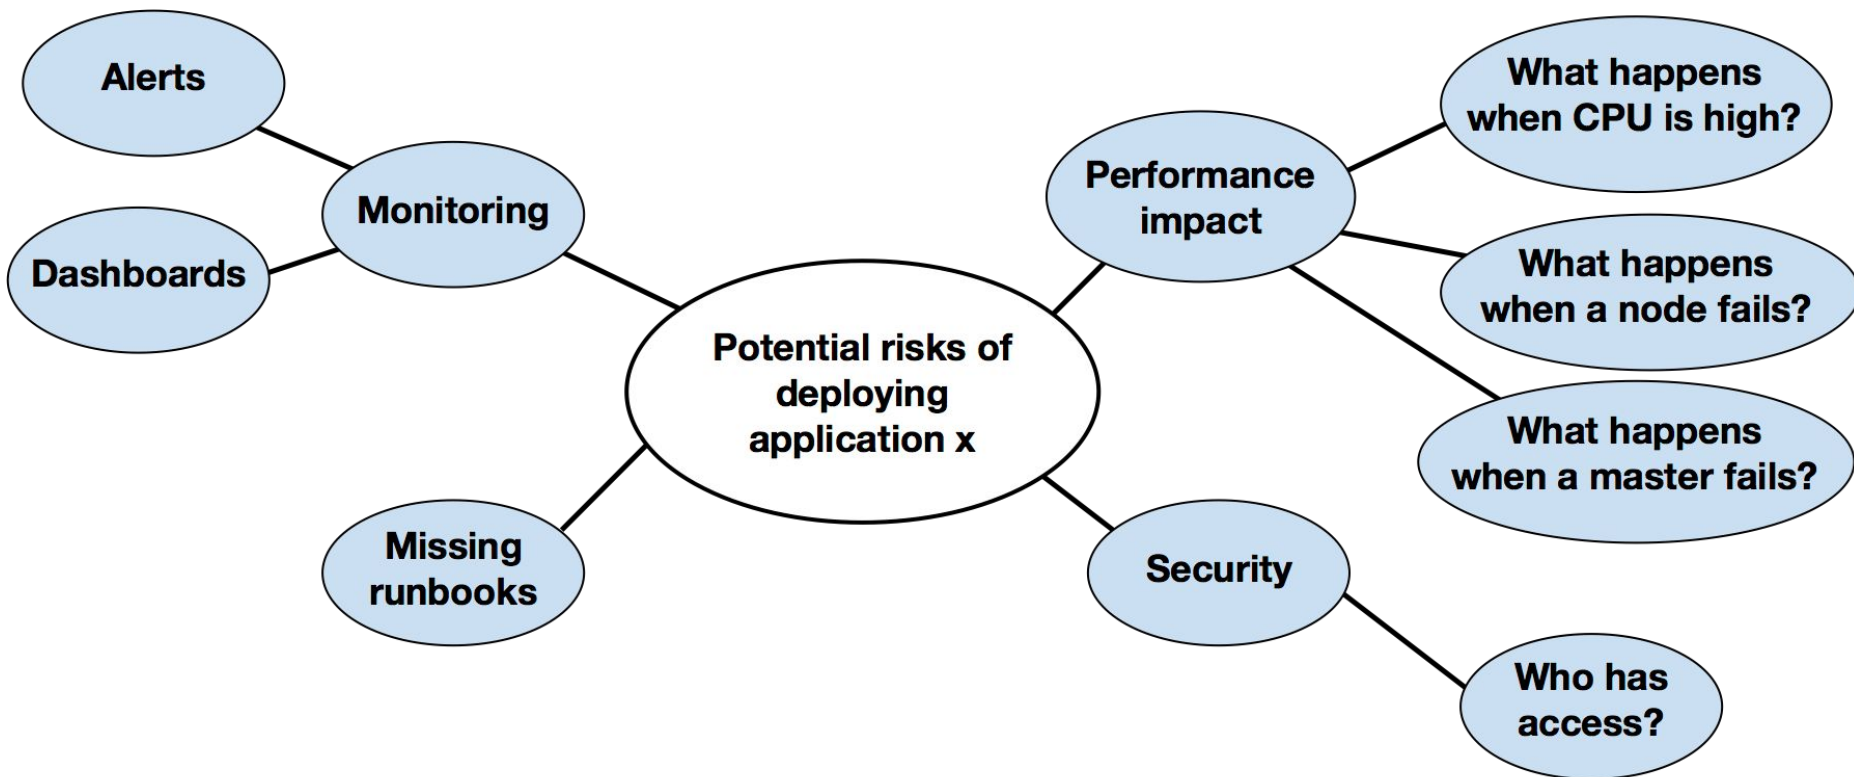 Alerts
Monitoring
Dashboards
Potential risks of
deploying
application x
Missing
runbooks
Performance
impact
What happens
when CPU is high?
What happens
when a node fails?
What happens
when a master fails?
Security
Who has
access?